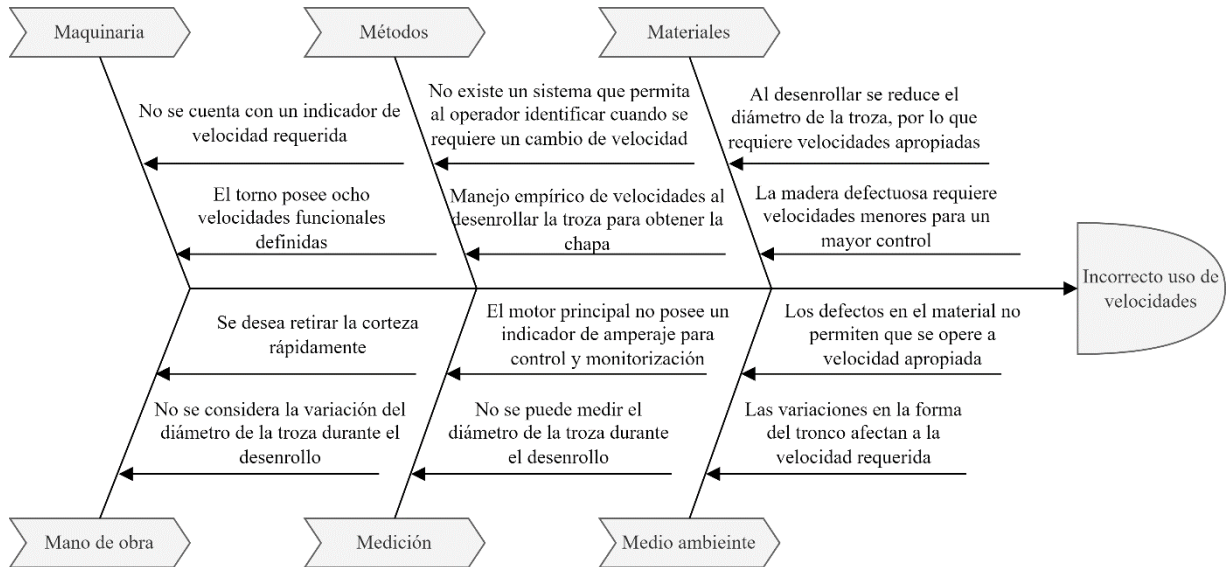 Maquinaria
Métodos
Materiales
No se cuenta con un indicador de
velocidad requerida
No existe un sistema que permita
al operador identificar cuando se
requiere un cambio de velocidad
Al desenrollar se reduce el
diámetro de la troza, por lo que
requiere velocidades apropiadas
El torno posee ocho
velocidades funcionales
definidas
Manejo empírico de velocidades al
desenrollar la troza para obtener la
chapa
La madera defectuosa requiere
velocidades menores para un
mayor control
Incorrecto uso de
velocidades
Se desea retirar la corteza
rápidamente
El motor principal no posee un
indicador de amperaje para
control y monitorización
Los defectos en el material no
permiten que se opere a
velocidad apropiada
No se considera la variación del
diámetro de la troza durante el
desenrollo
No se puede medir el
diámetro de la troza durante
el desenrollo
Las variaciones en la forma
del tronco afectan a la
velocidad requerida
Mano de obra
Medición
Medio ambieinte